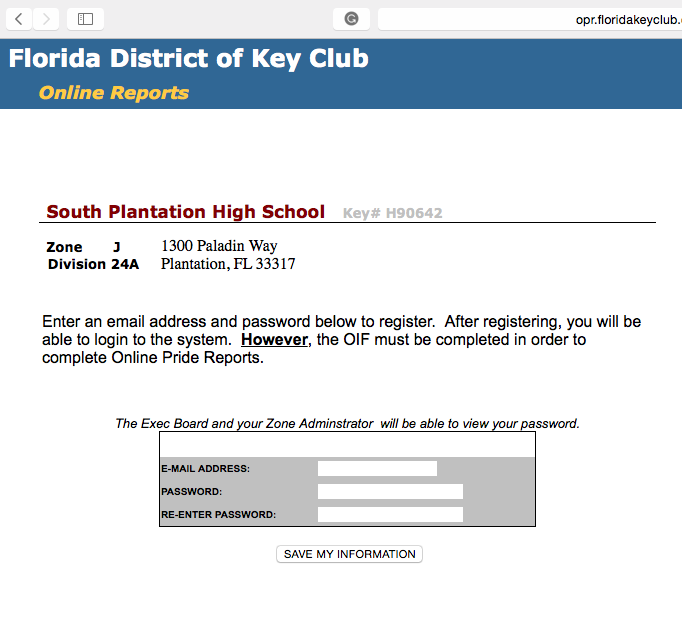 opr.floridakeyclub.
Florida District of Key Club
Online Reports
South Plantation High School Key# H90642
Zone J 1300 Paladin Way
Division 24A Plantation, FL 33317
Enter an email address and password below to register. After registering, you will be
able to login to the system. However, the OIF must be completed in order to
complete Online Pride Reports.
The Exec Board and your Zone Adminstrator will be able to view your password.
E-MAIL ADDRESS:
PASSWORD:
RE-ENTER PASSWORD:
SAVE MY INFORMATION